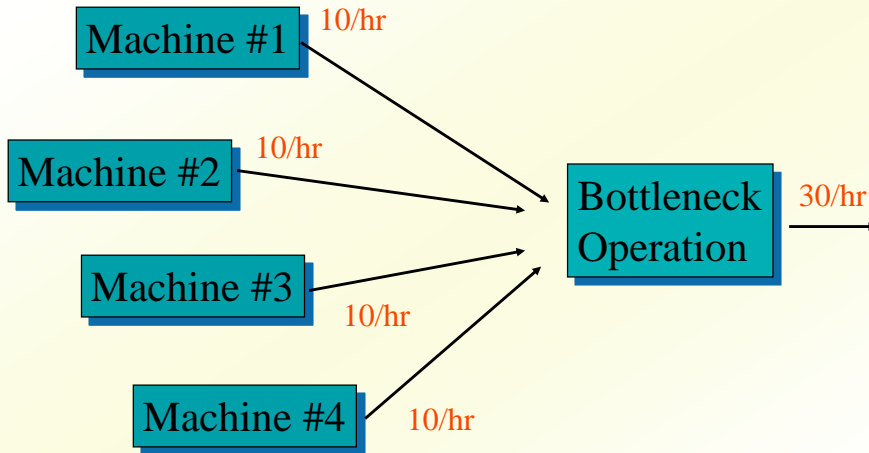 Machine #1
10/hr
Machine #2
10/hr
Bottleneck
Operation
30/hr
Machine #3
10/hr
Machine #4
10/hr